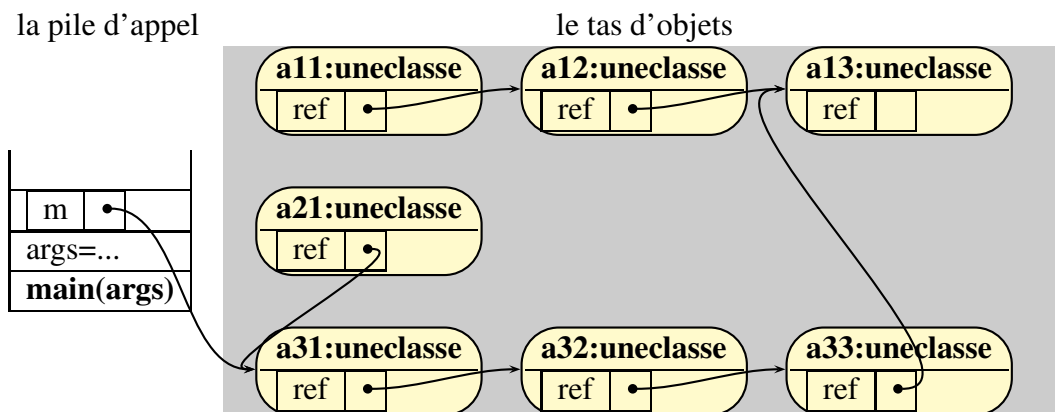 la pile d'appel
le tas d'objets
a11:uneclasse
ref
a12:uneclasse
ref
a13:uneclasse
ref
m
args=...
main(args)
a21:uneclasse
ref
a31:uneclasse
ref
a32:uneclasse
ref
a33:uneclasse
ref